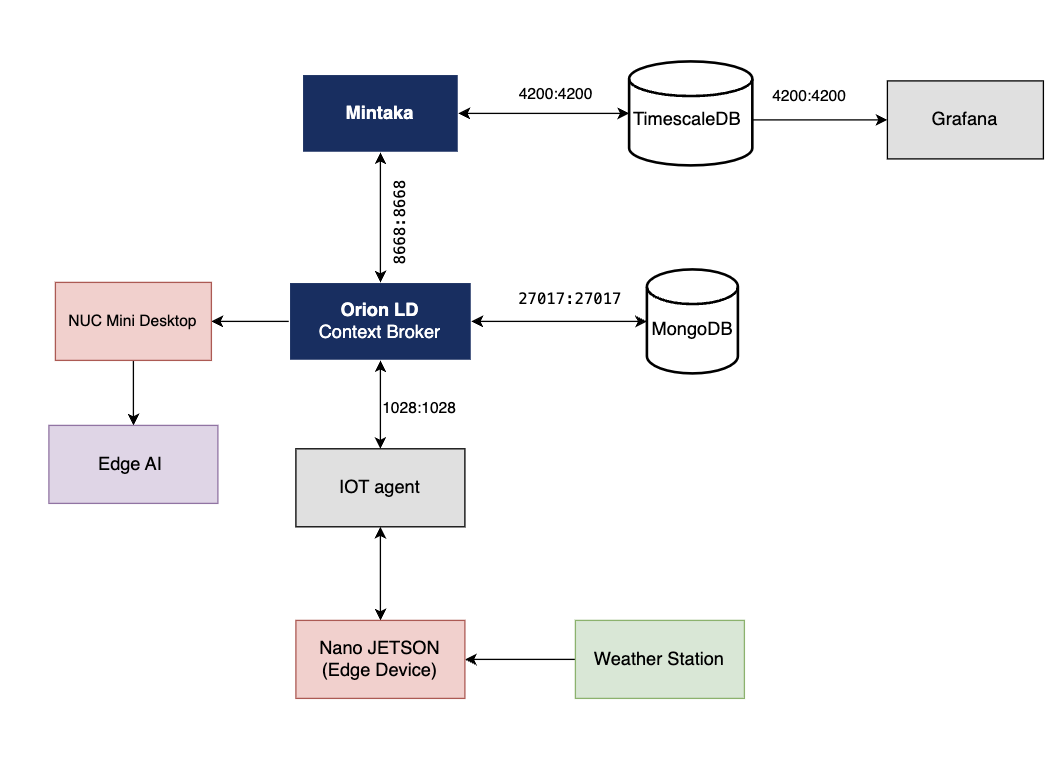 4200:4200
4200:4200
Mintaka
TimescaleDB
Grafana
8668:8668
27017:27017
Orion LD
Context Broker
NUC Mini Desktop
MongoDB
1028:1028
Edge AI
IOT agent
Nano JETSON
(Edge Device)
Weather Station